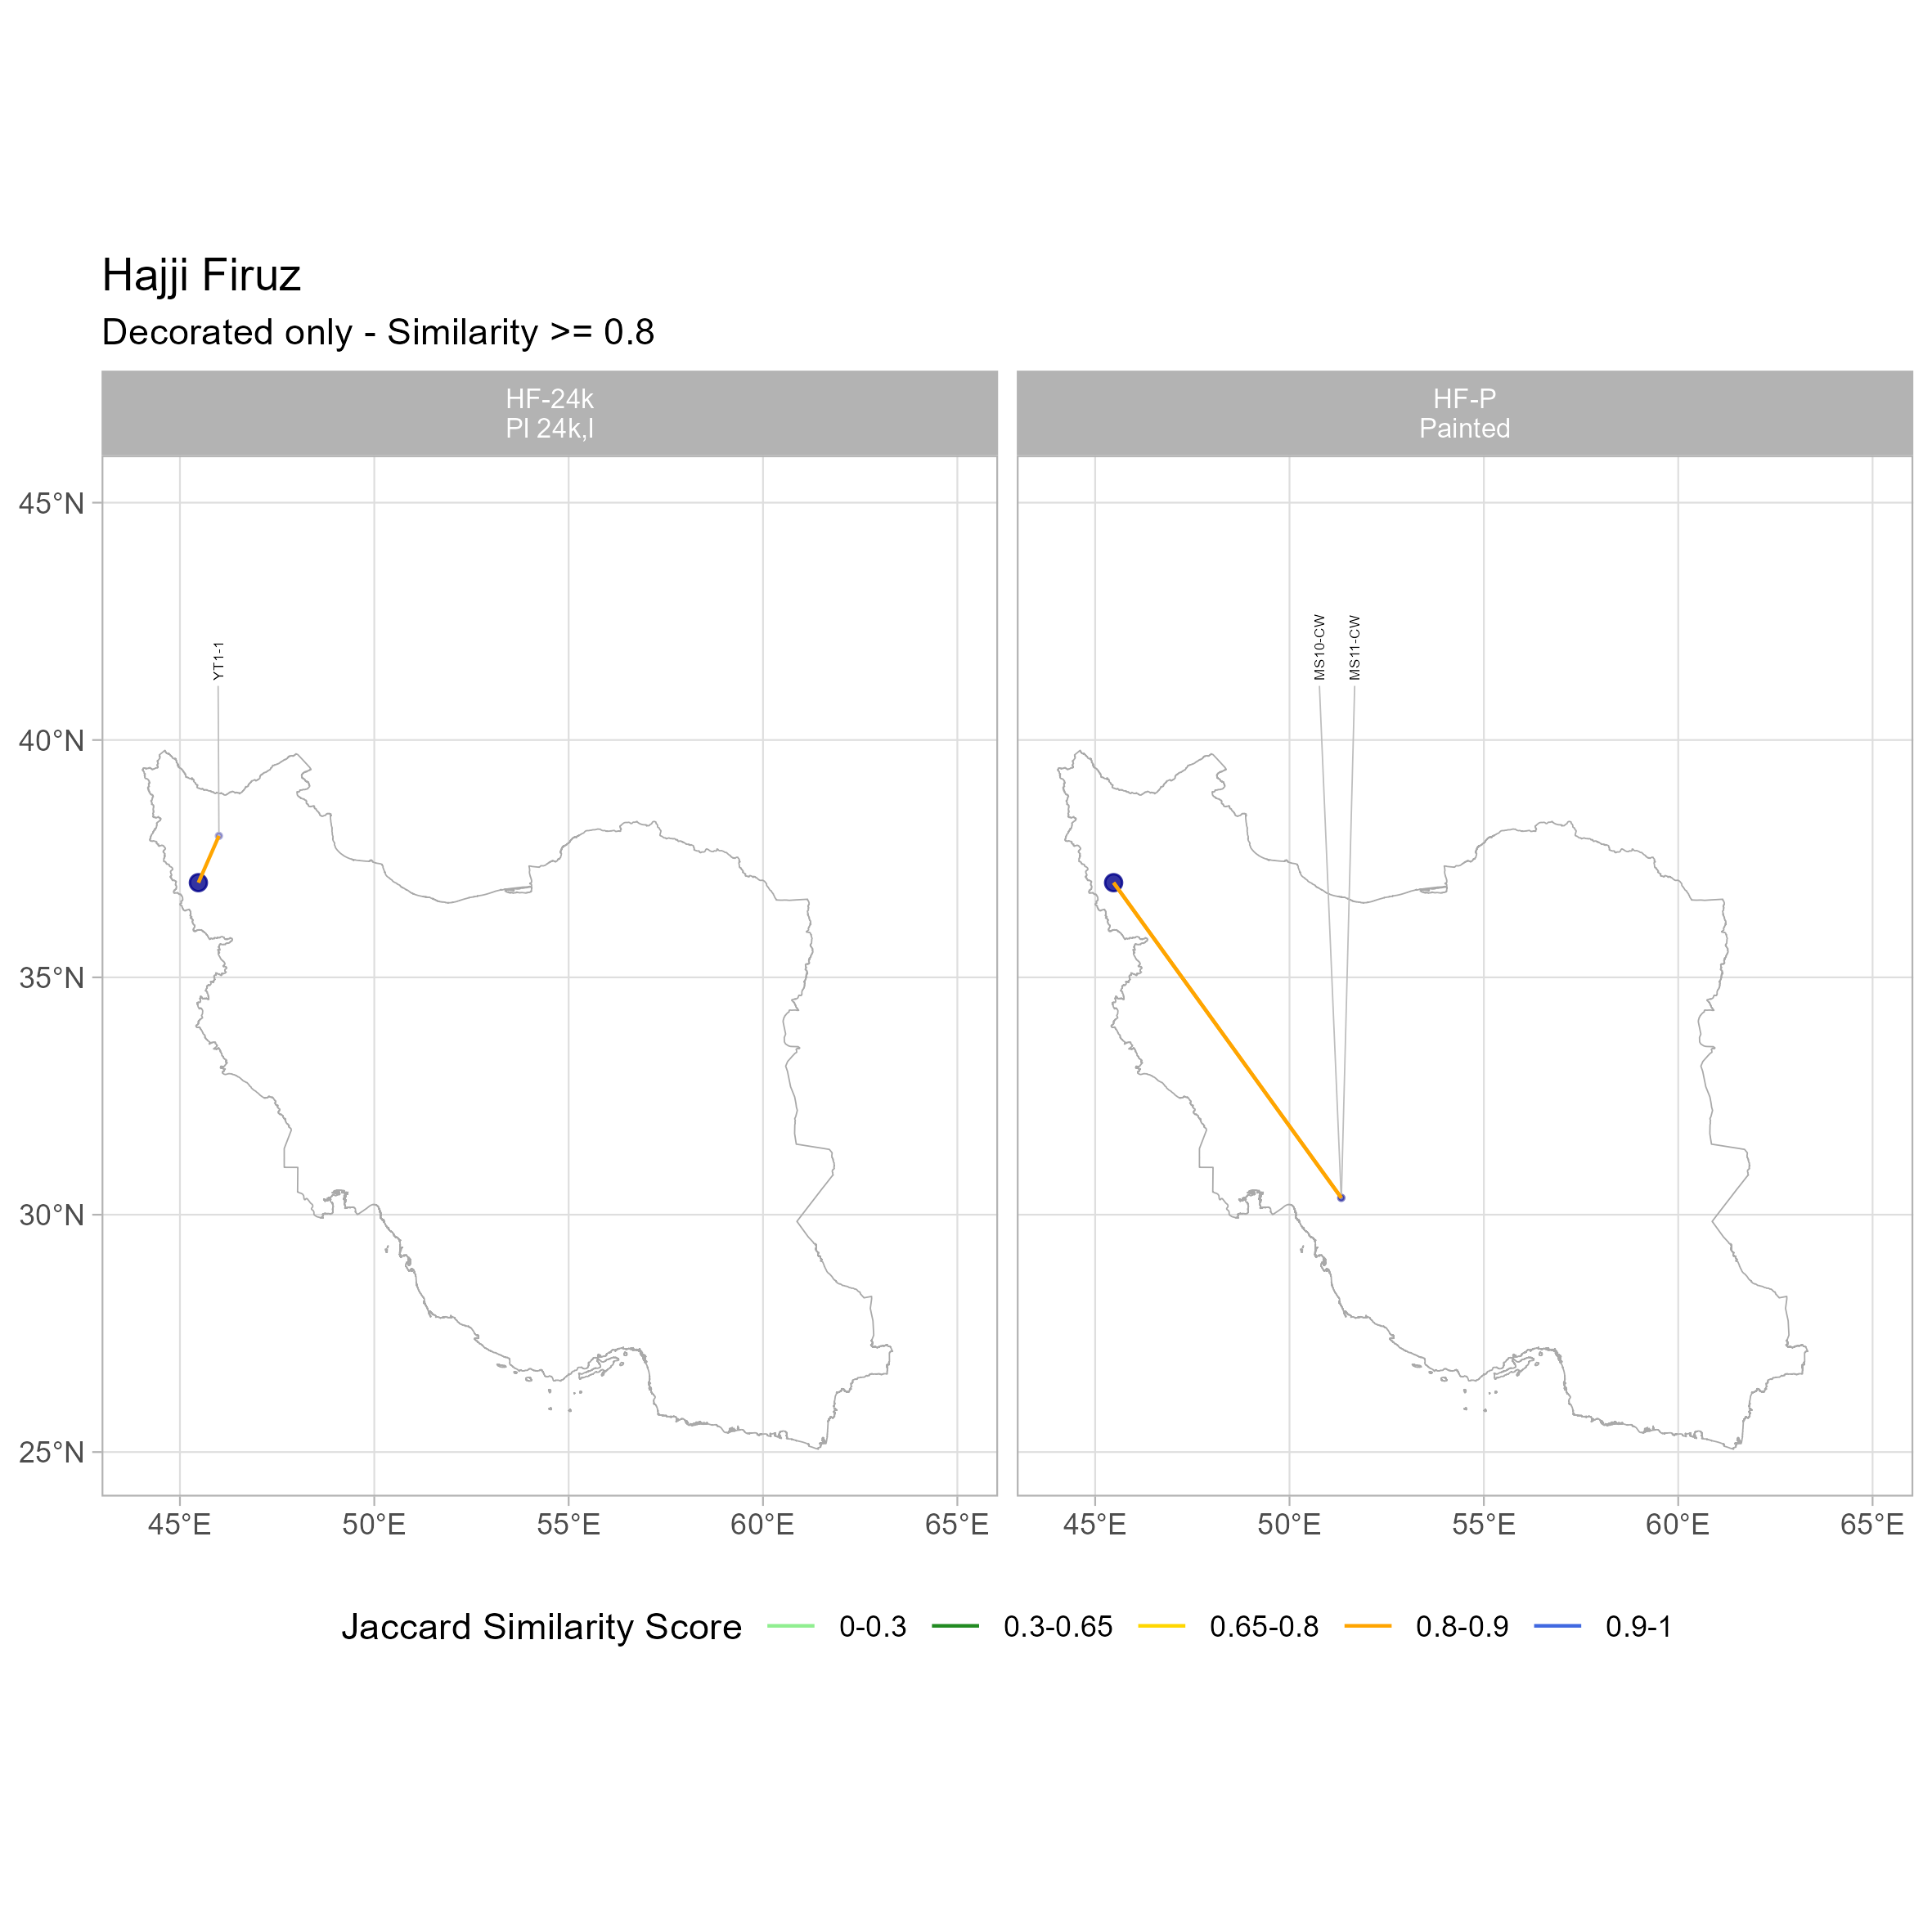 Hajji Firuz
Decorated only - Similarity >= 0.8
HF-24k
Pl 24k,l
HF-P
Painted
45°N
40°N
35°N
30°N
25°N
YT1-1
MS10-CW
MS11-CW
45°E 50°E 55°E 60°E 65°E
45°E 50°E 55°E 60°E 65°E
Jaccard Similarity Score 0-0.3 0.3-0.65 0.65-0.8 0.8-0.9 0.9-1